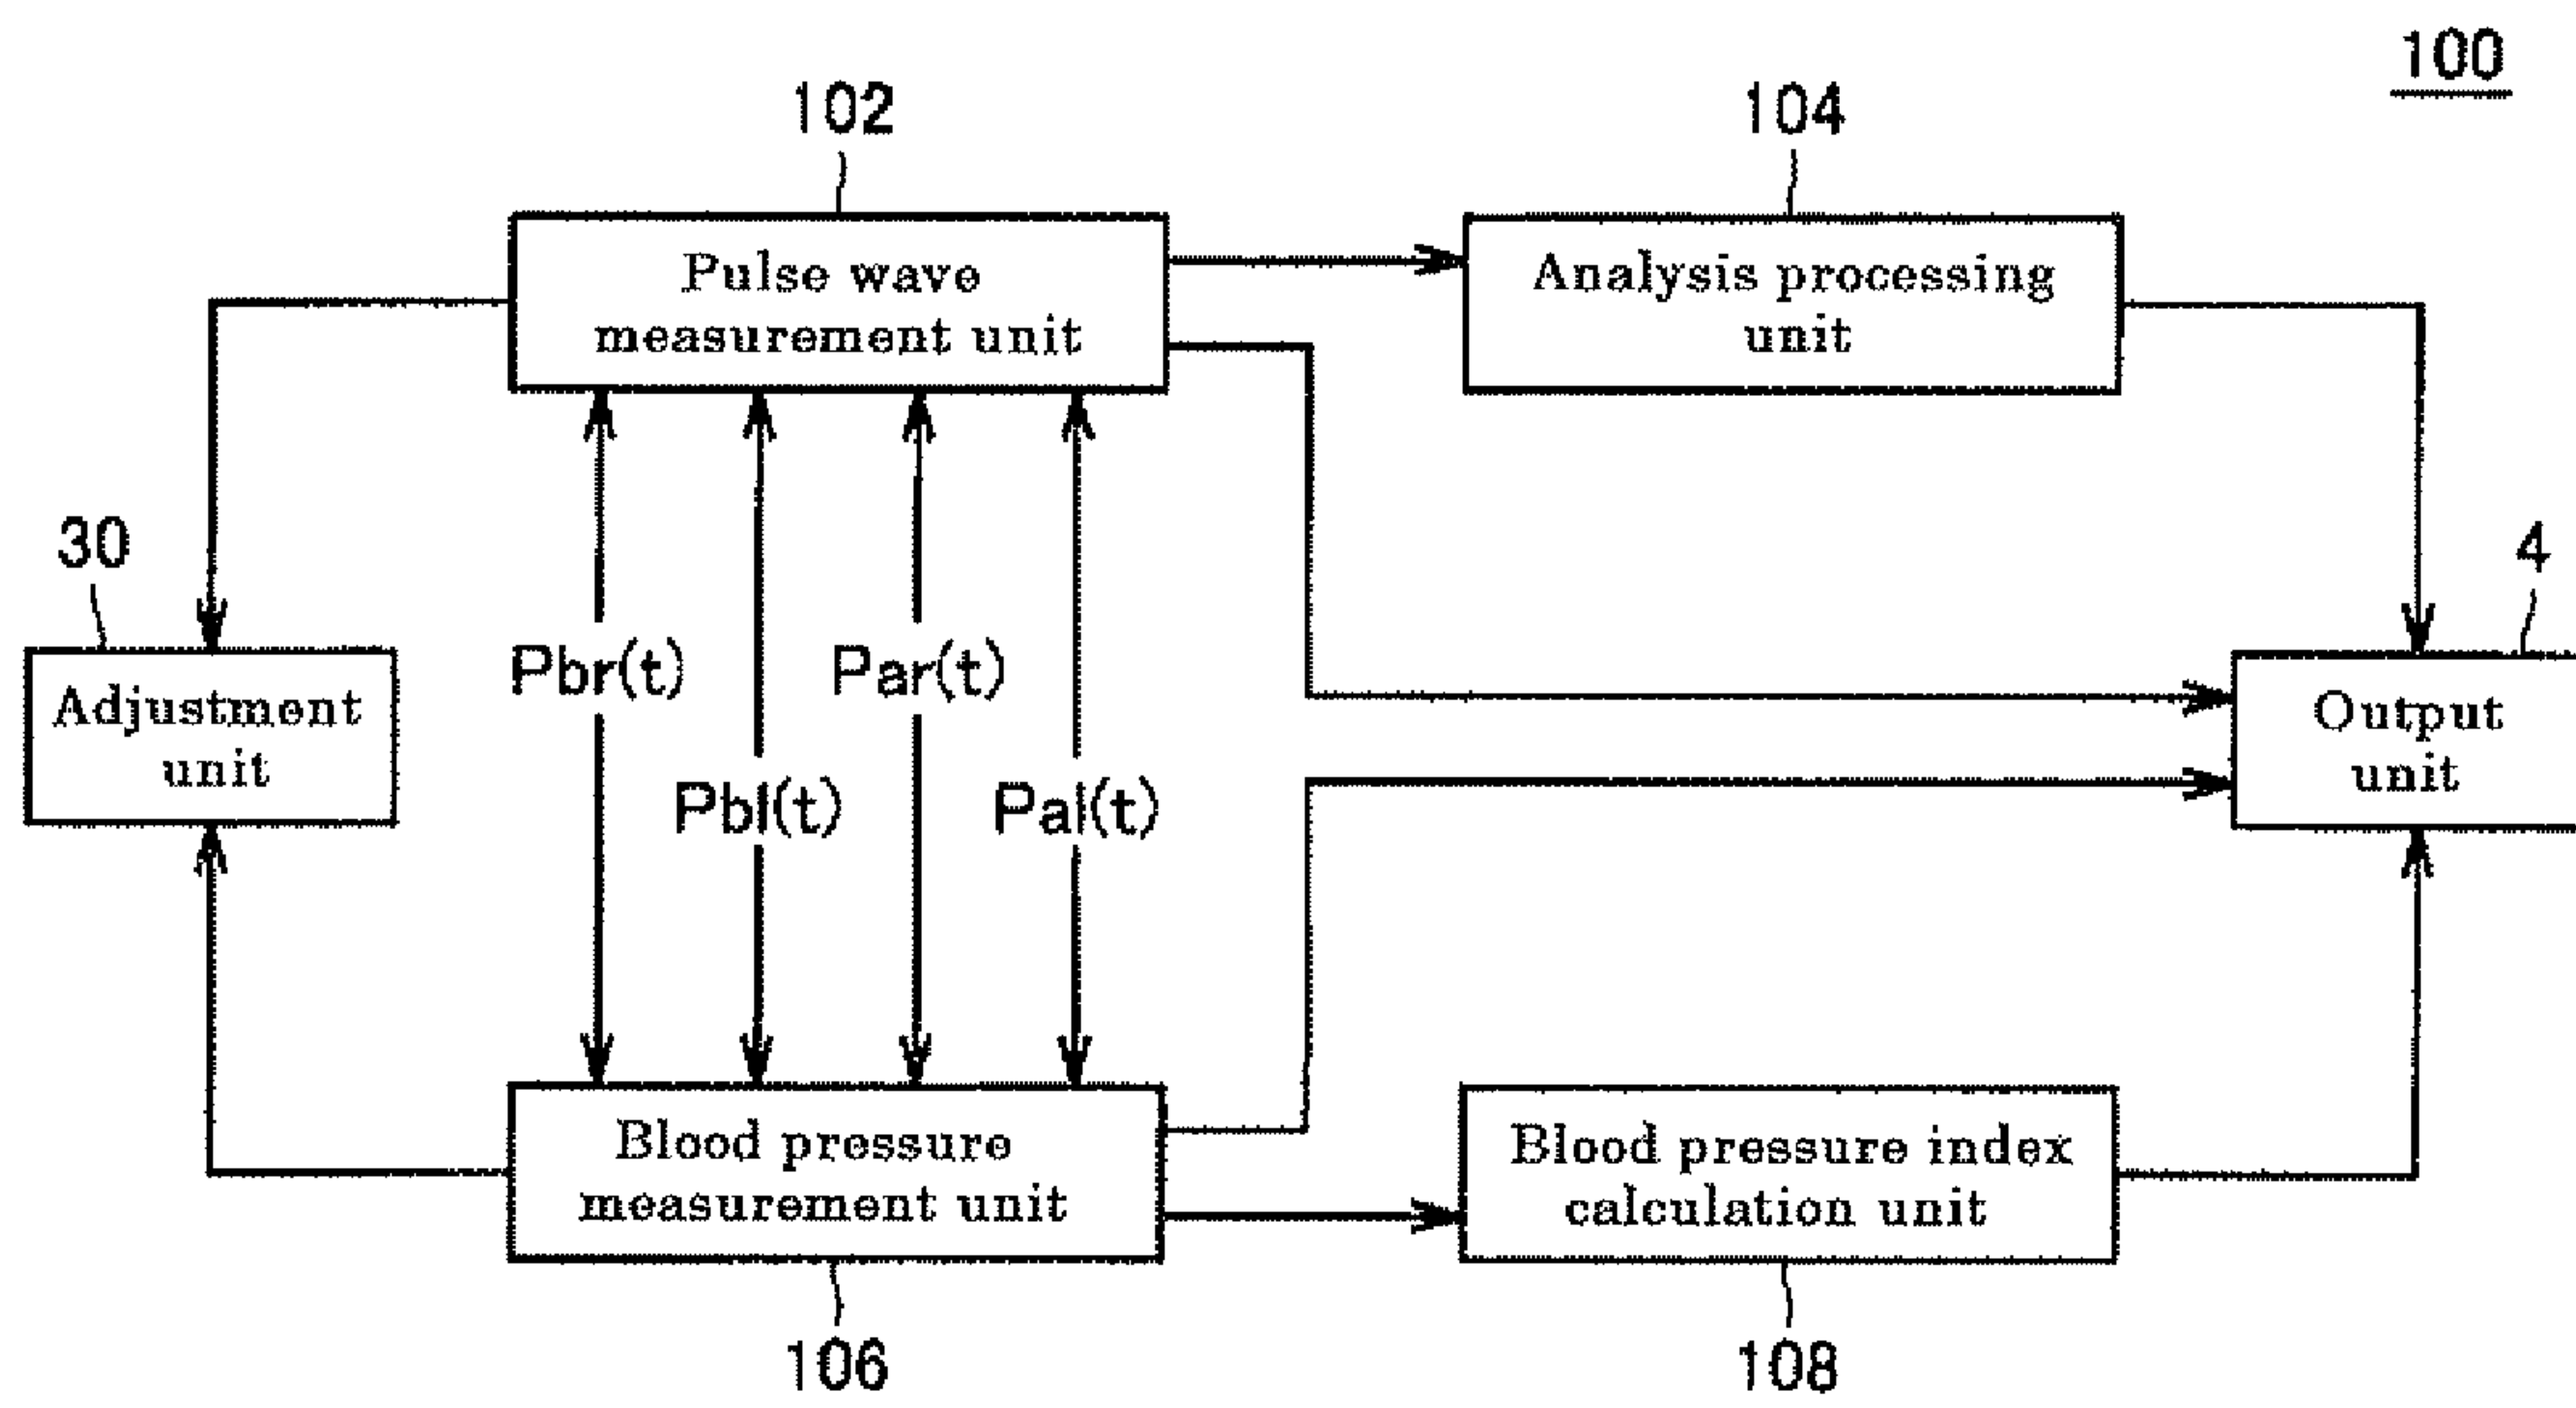 100
102
104
Pulse wave
measurement unit
Analysis processing
unit
30
4
Adjustment
unit
Pbr(t)
Par(t)
Pbl(t)
Pal(t)
Output
unit
Blood pressure
measurement unit
Blood pressure index
calculation unit
106
108